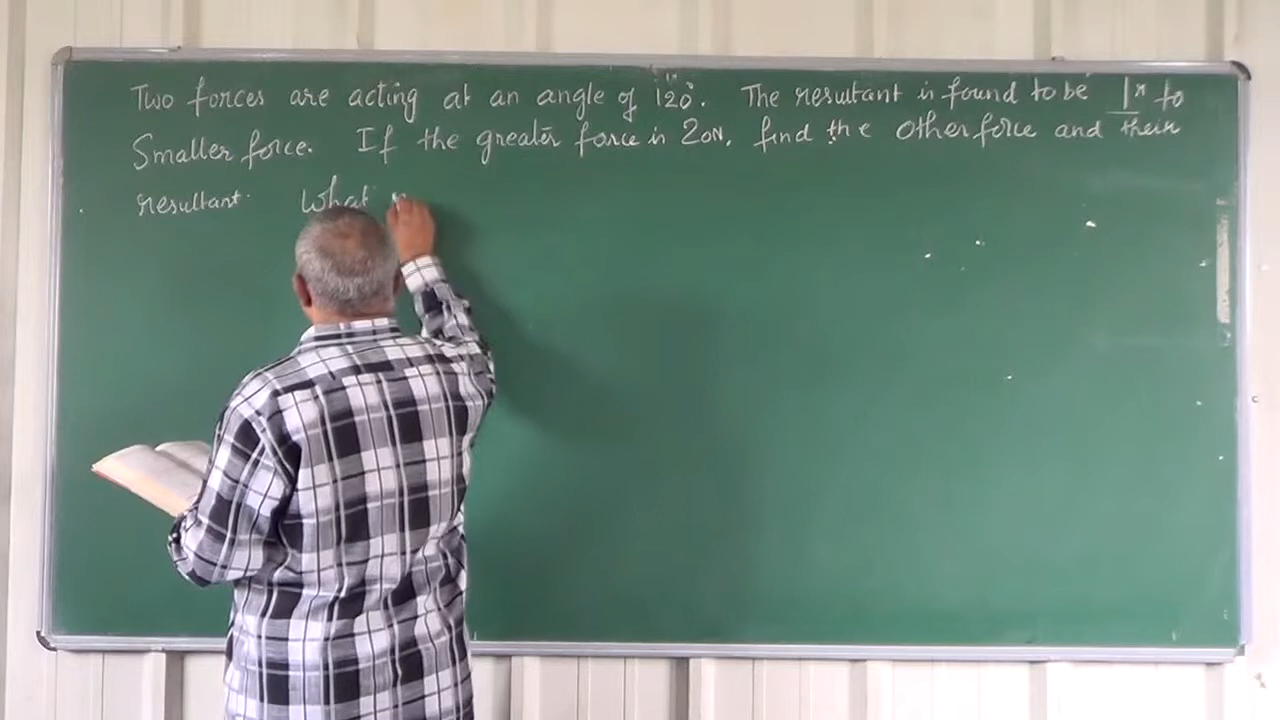 Two forces are acting at an angle of 120°. The resultant is found to be ⊥r to
Smaller force. If the greater force is 20N, find the other force and their
resultant. What